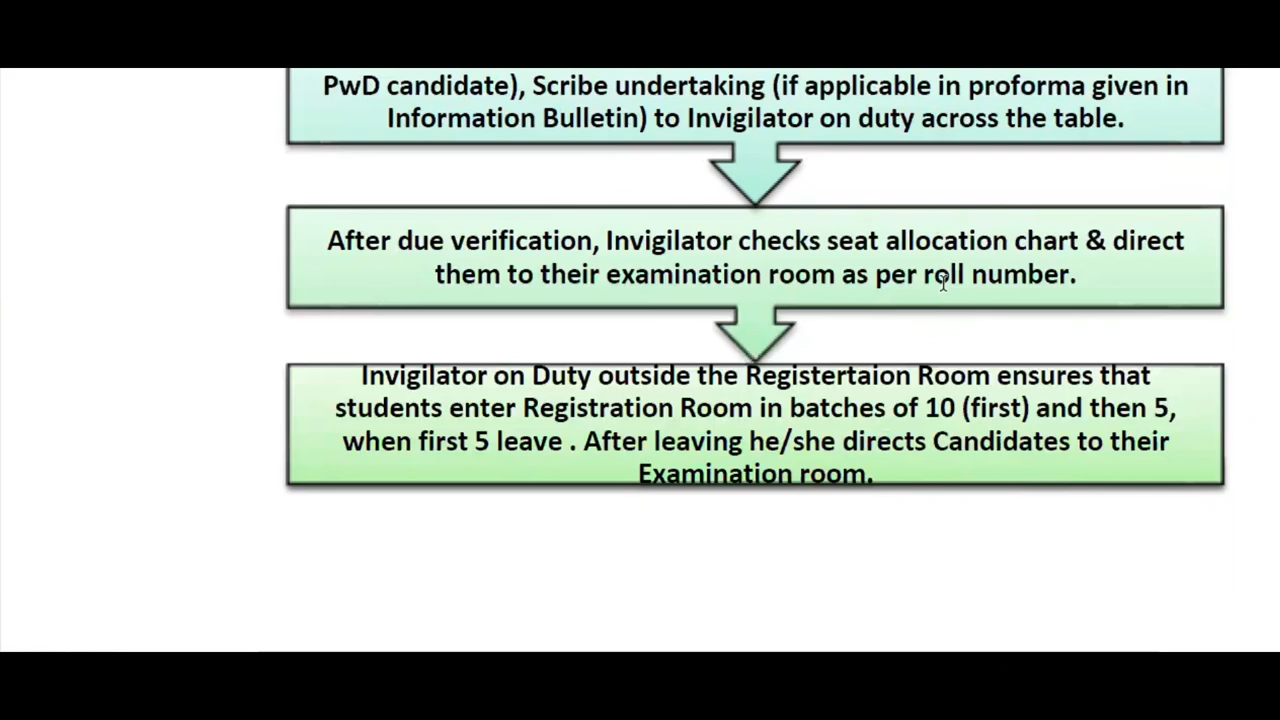 PwD candidate), Scribe undertaking (if applicable in proforma given in
Information Bulletin) to Invigilator on duty across the table.
After due verification, Invigilator checks seat allocation chart & direct
them to their examination room as per roll number.
Invigilator on Duty outside the Registertaion Room ensures that
students enter Registration Room in batches of 10 (first) and then 5,
when first 5 leave . After leaving he/she directs Candidates to their
Examination room.